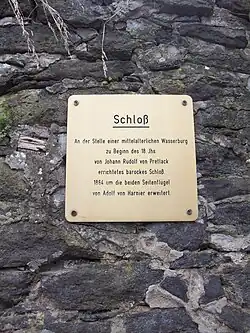 Schloß
An der Stelle einer mittelalterlichen Wasserburg
zu Beginn des 18 Jhs
von Johann Rudolf von Prettlack
errichtetes barockes Schloß
1864 um die beiden Seitenflügel
von Adolf von Harnier erweitert